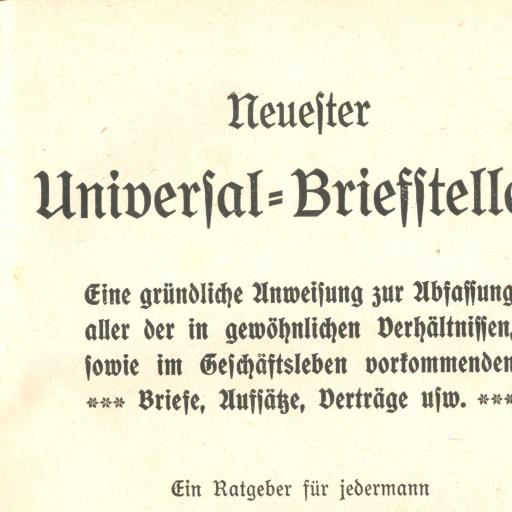 Neueſter
Univerſal-Briefſtelle
Eine gründliche Anweiſung zur Abfaſſung
aller der in gewöhnlichen Verhältniſſen,
ſowie im Geſchäftsleben vorkommenden
*** Briefe, Aufſätze, Verträge uſw. ***
Ein Ratgeber für jedermann